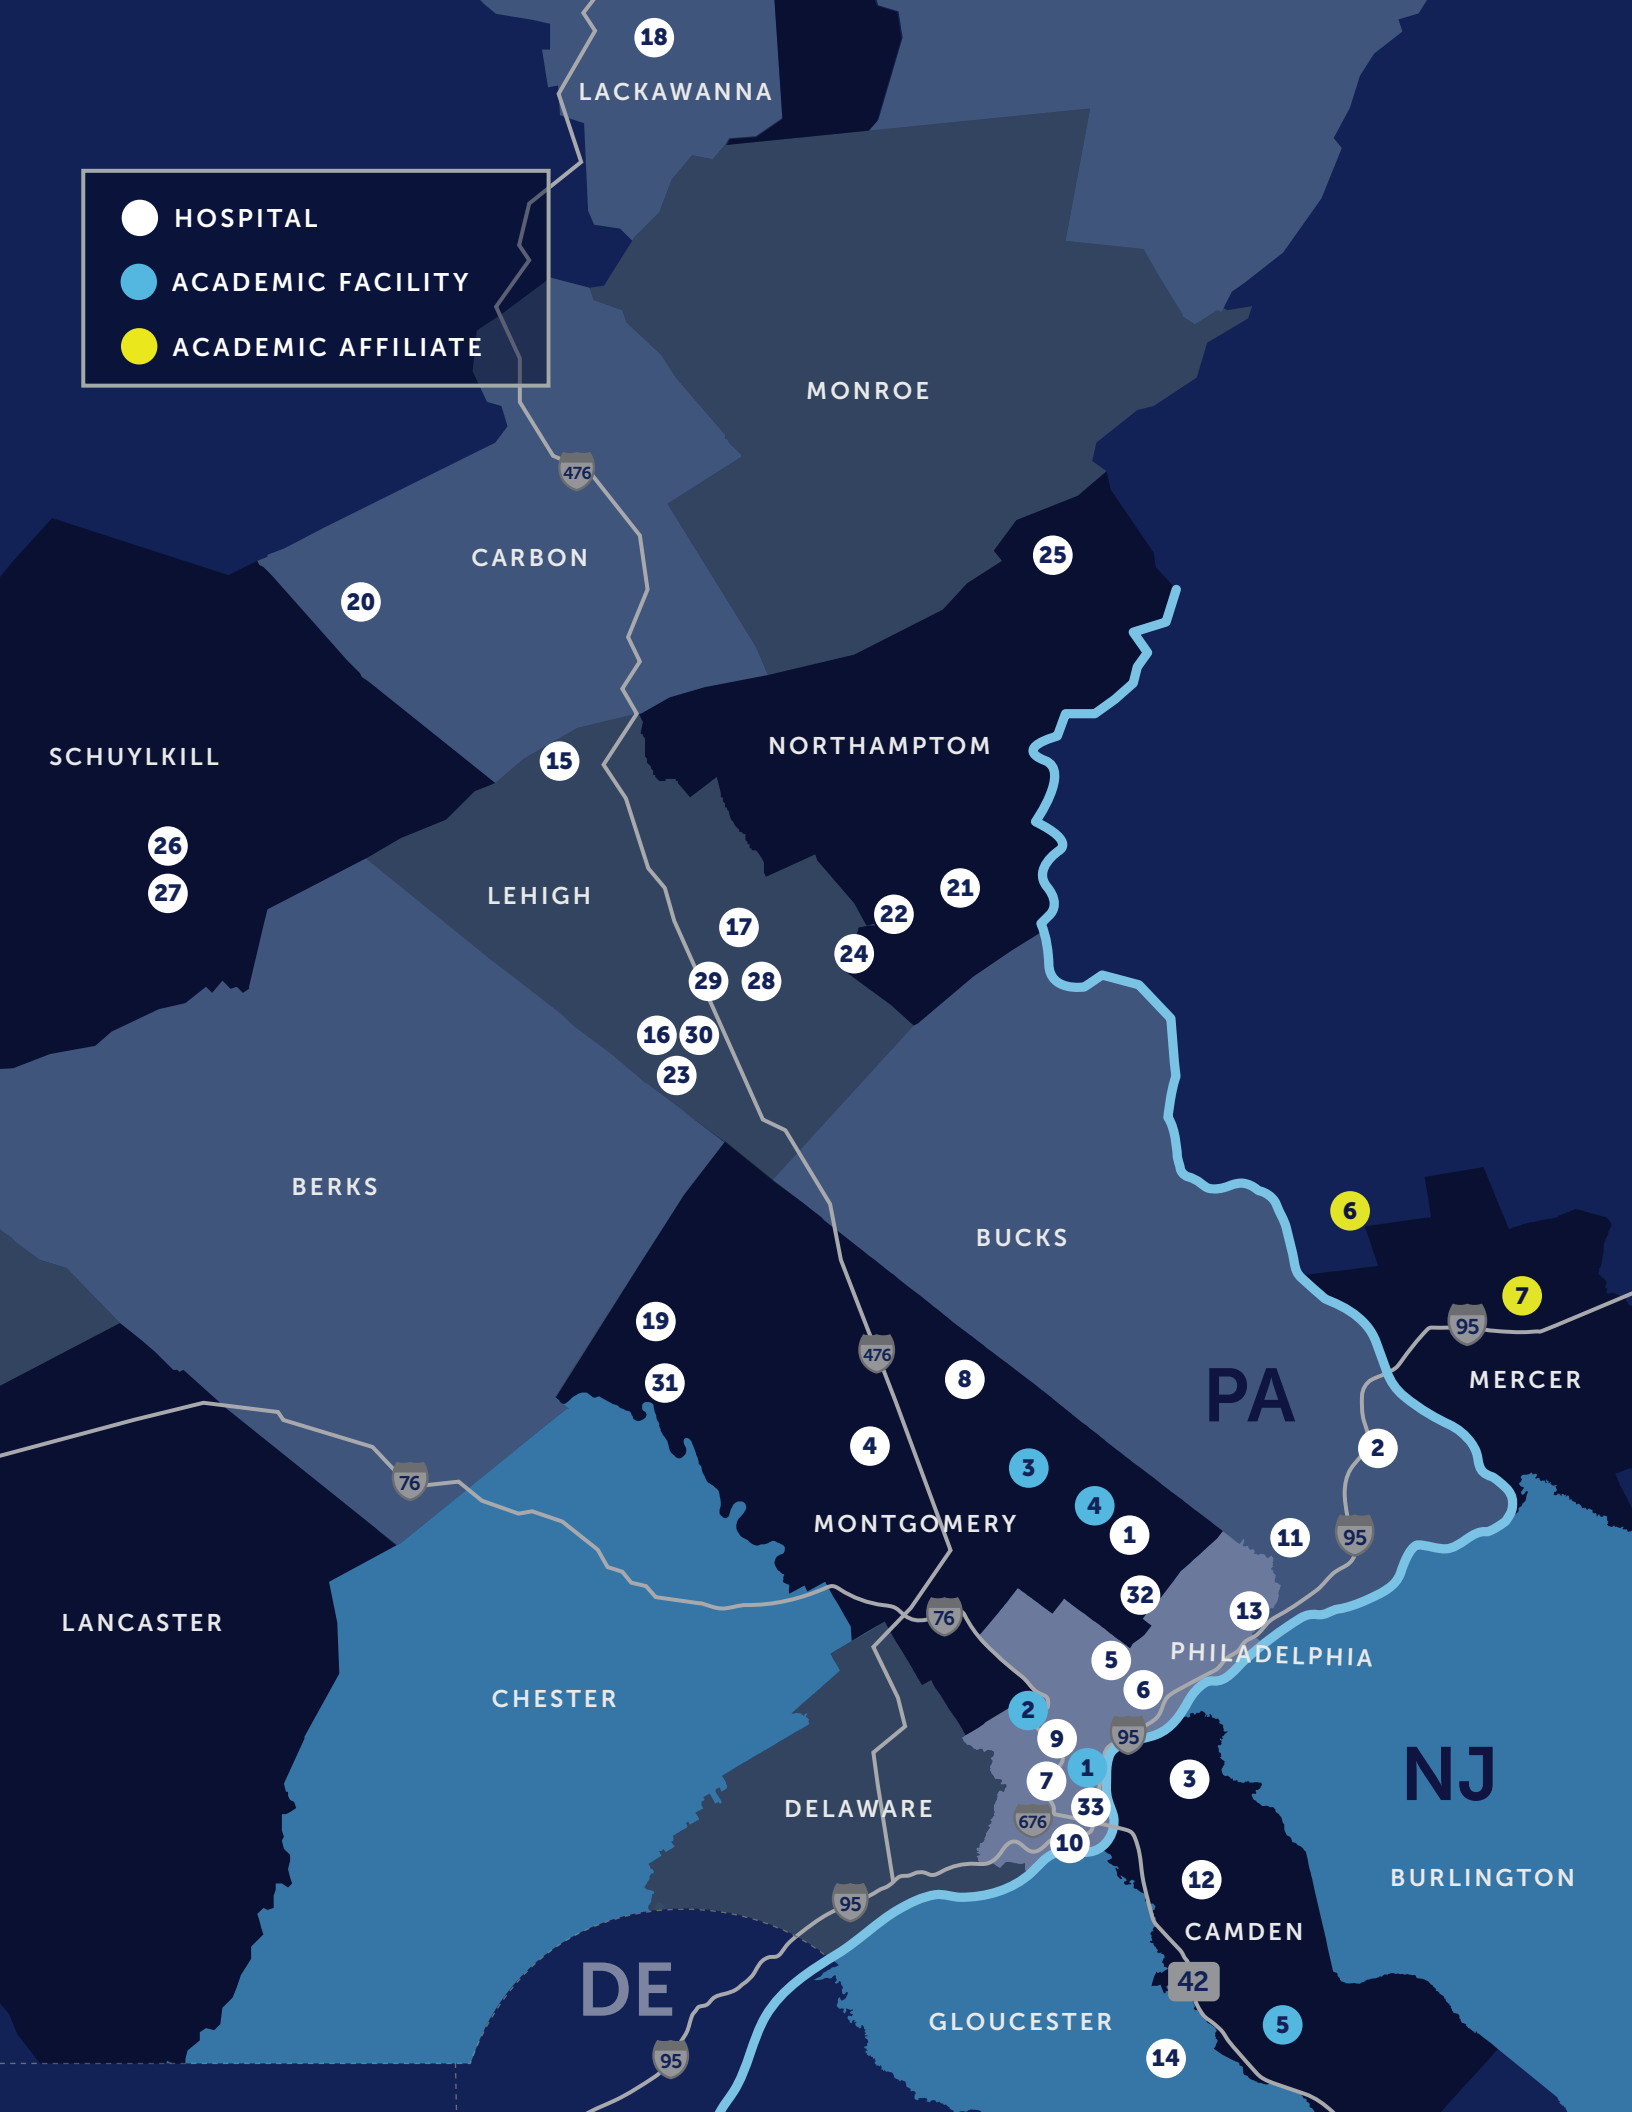 18
LACKAWANNA
HOSPITAL
ACADEMIC FACILITY
ACADEMIC AFFILIATE
MONROE
476
CARBON
25
20
NORTHAMPTOM
SCHUYLKILL
15
26
27
LEHIGH
21
22
17
24
29 28
16 30
23
BERKS
6
BUCKS
7
19
95
476
8
31
PA
MERCER
4
2
3
76
4
MONTGOMERY
1
11
95
32
13
76
LANCASTER
PHILADELPHIA
5
6
CHESTER
2
9
95
1
7
3
NJ
DELAWARE
33
676
10
BURLINGTON
12
95
CAMDEN
42
DE
GLOUCESTER
5
95
14